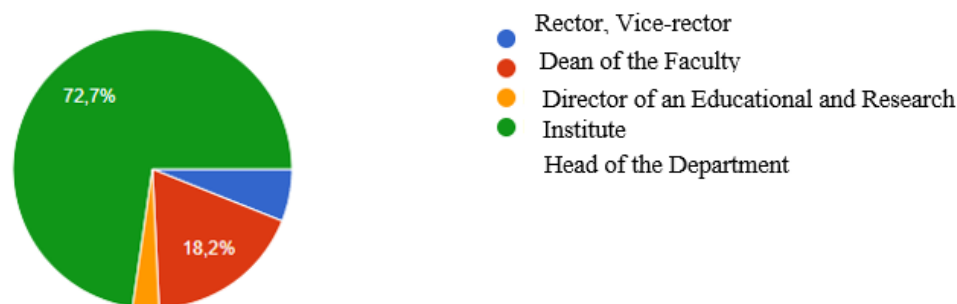 Rector, Vice-rector
Dean of the Faculty
Director of an Educational and Research
Institute
Head of the Department
72,7%
18,2%